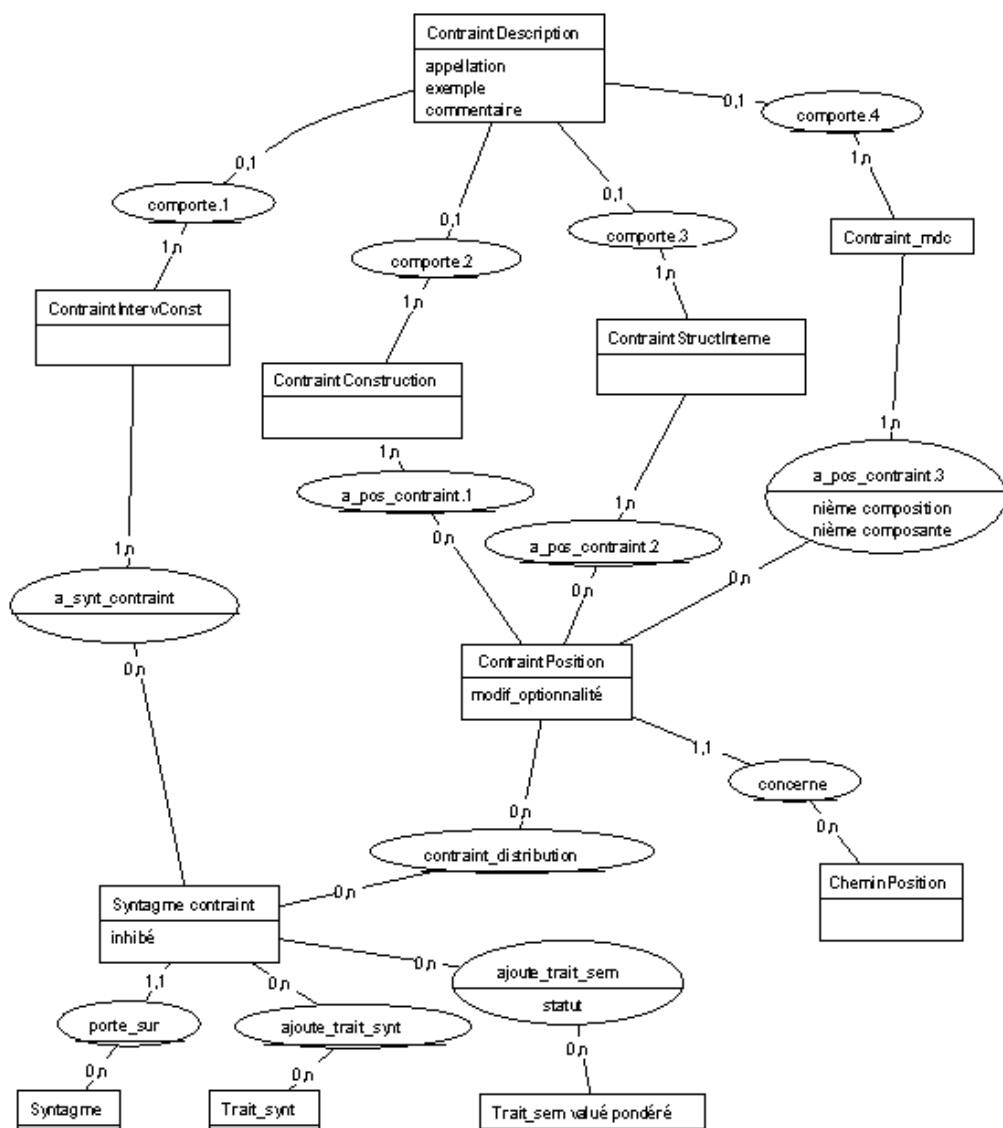 ContraintDescription
appellation
exemple
commentaire
0,1
comporte.4
0,1
0,1
0,1
comporte.1
1,n
comporte.3
comporte.2
1,n
1,n
1,n
Contraint_mdc
ContraintIntervConst
ContraintStructInterne
ContraintConstruction
1,n
1,n
a_pos_contraint.3
a_pos_contraint.1
nième composition
nième composante
1,n
0,n
a_pos_contraint.2
1,n
0,n
0,n
a_synt_contraint
0,n
ContraintPosition
modif_optionnalité
1,1
concerne
0,n
0,n
contraint_distribution
0,n
CheminPosition
Syntagme contraint
inhibé
0,n
ajoute_trait_sem
statut
1,1
0,n
porte_sur
ajoute_trait_synt
0,n
0,n
0,n
Syntagme
Trait_synt
Trait_sem valué pondéré